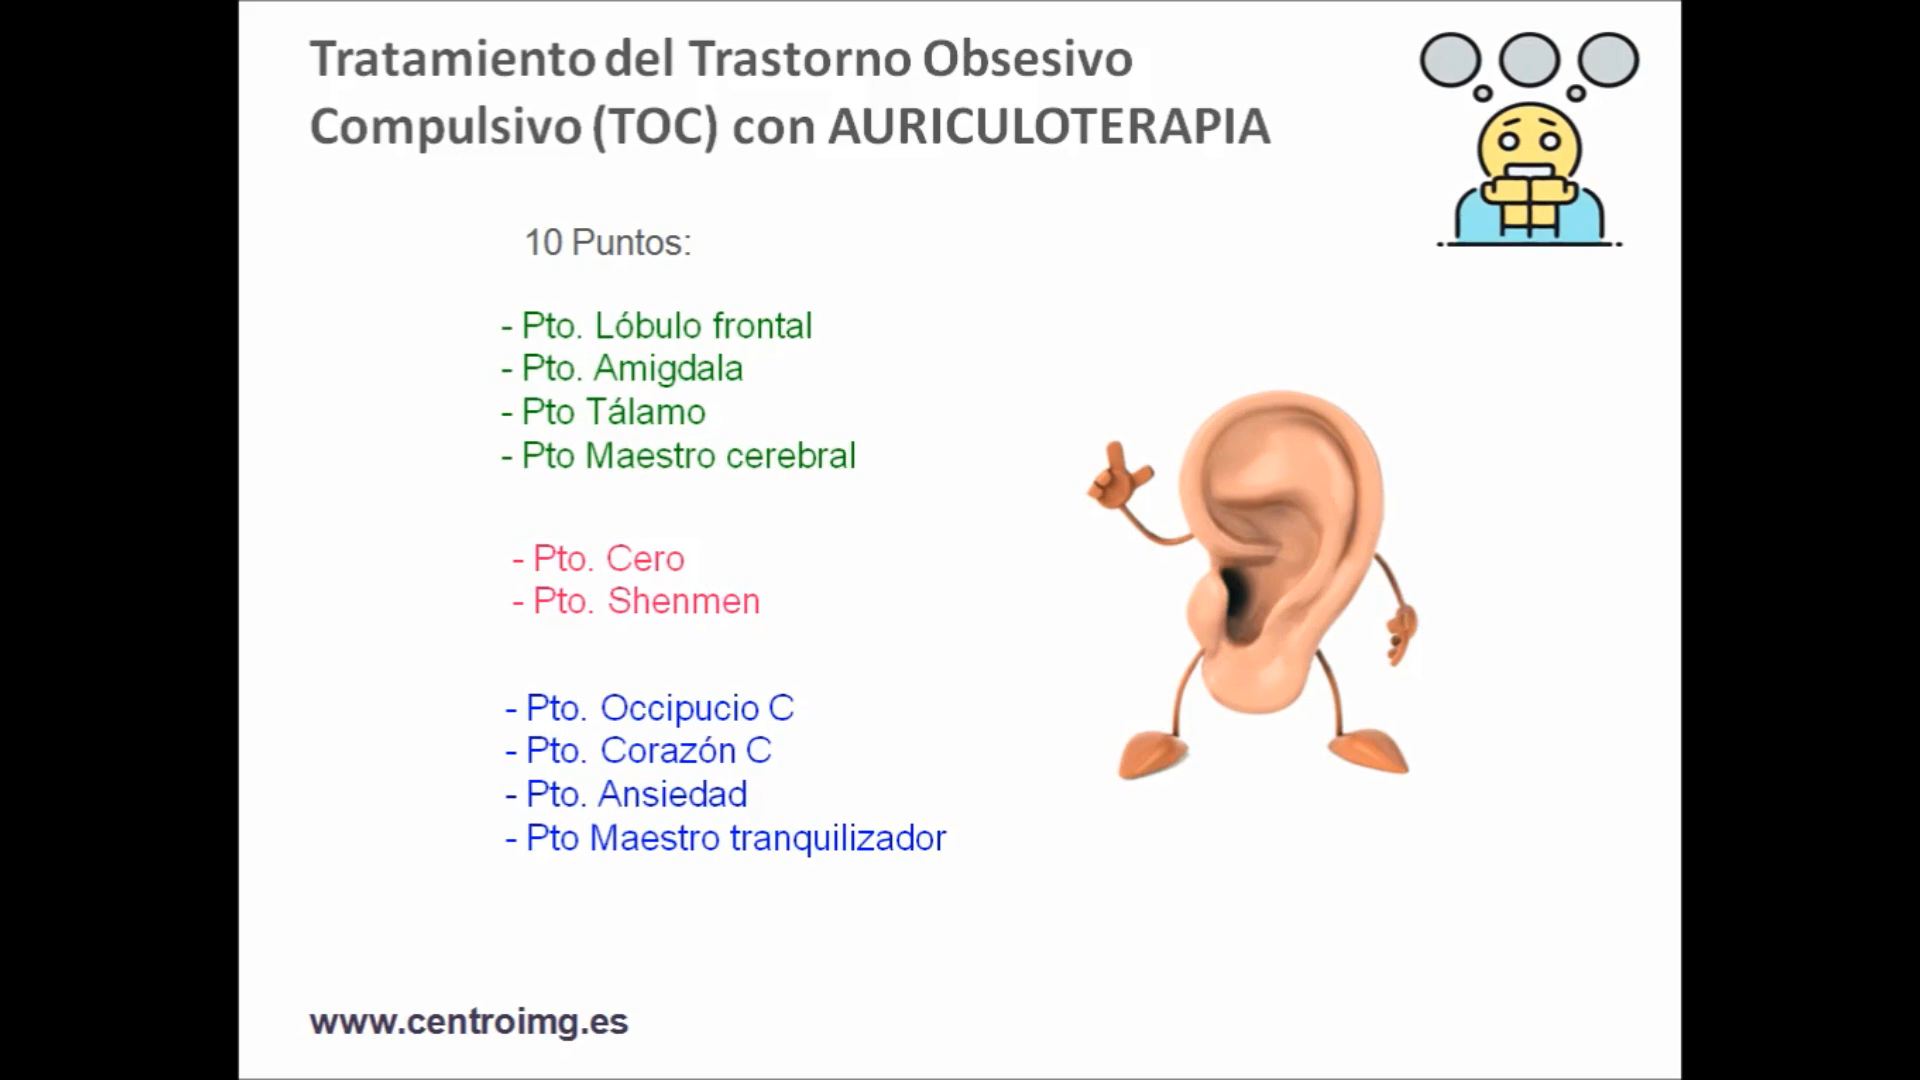 Tratamiento del Trastorno Obsesivo
Compulsivo (TOC) con AURICULOTERAPIA
10 Puntos:
- Pto. Lóbulo frontal
- Pto. Amigdala
- Pto Tálamo
- Pto Maestro cerebral
- Pto. Cero
- Pto. Shenmen
- Pto. Occipucio C
- Pto. Corazón C
- Pto. Ansiedad
- Pto Maestro tranquilizador
www.centroimg.es